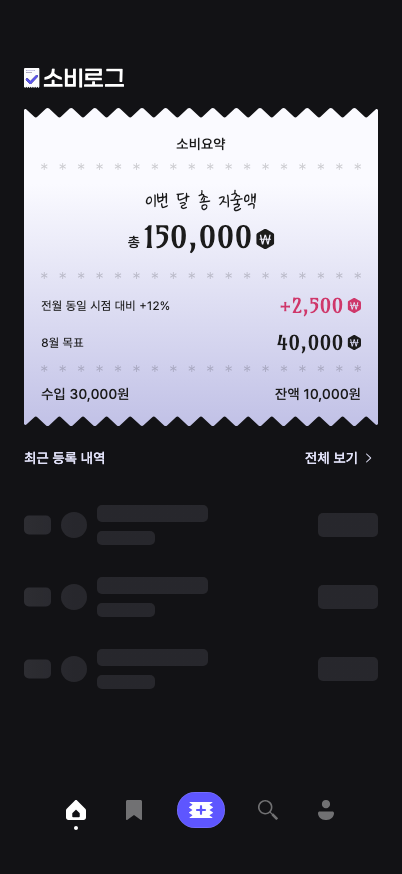 소비로그
소비요약
* * * * * * * * * * * * * * * * * *
이번 달 총 지출액
총 150,000 ₩
* * * * * * * * * * * * * * * * * *
전월 동일 시점 대비 +12% +2,500 ₩
8월 목표 40,000 ₩
* * * * * * * * * * * * * * * * * *
수입 30,000원 잔액 10,000원
최근 등록 내역 전체 보기 >